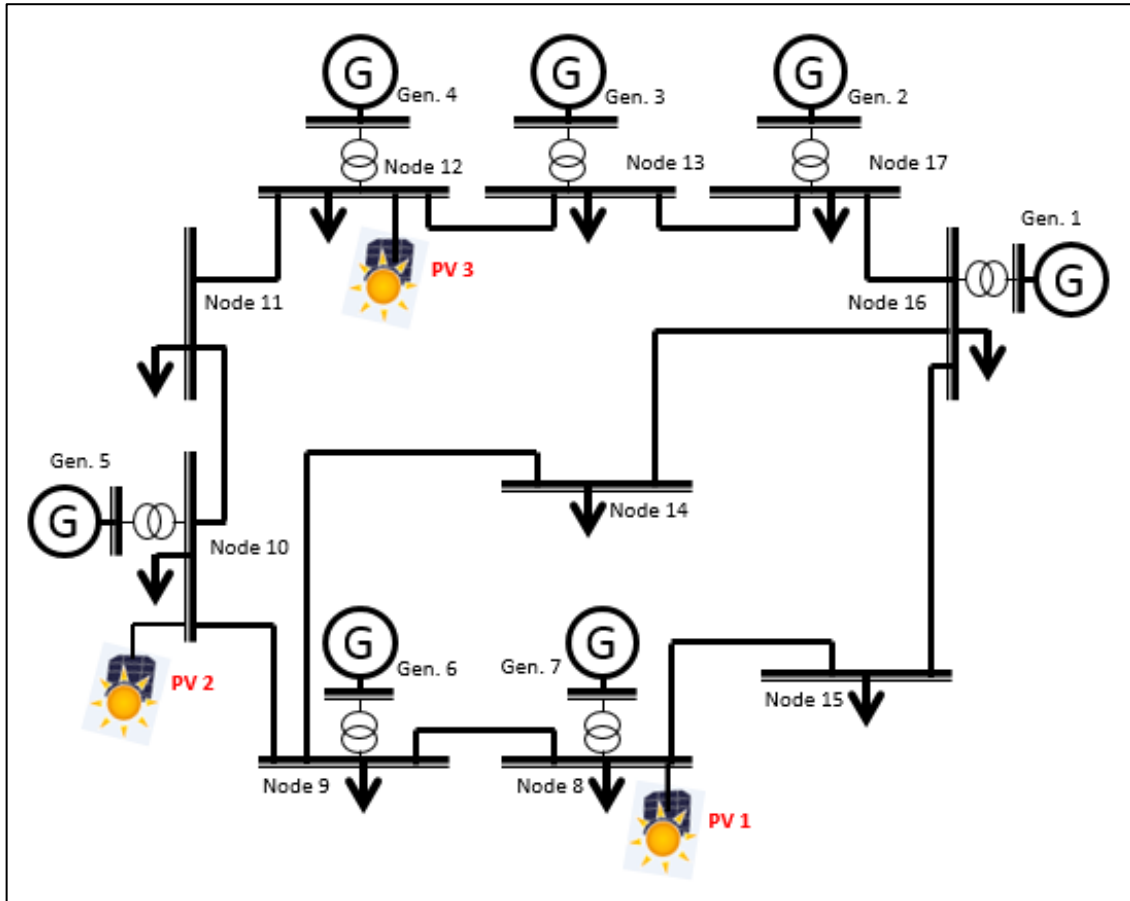 G
Gen. 4
G
Gen. 3
G
Gen. 2
Node 12
Node 13
Node 17
Gen. 1
G
PV 3
Node 11
Node 16
Gen. 5
G
Node 14
Node 10
G
Gen. 6
G
Gen. 7
PV 2
Node 15
Node 9
Node 8
PV 1